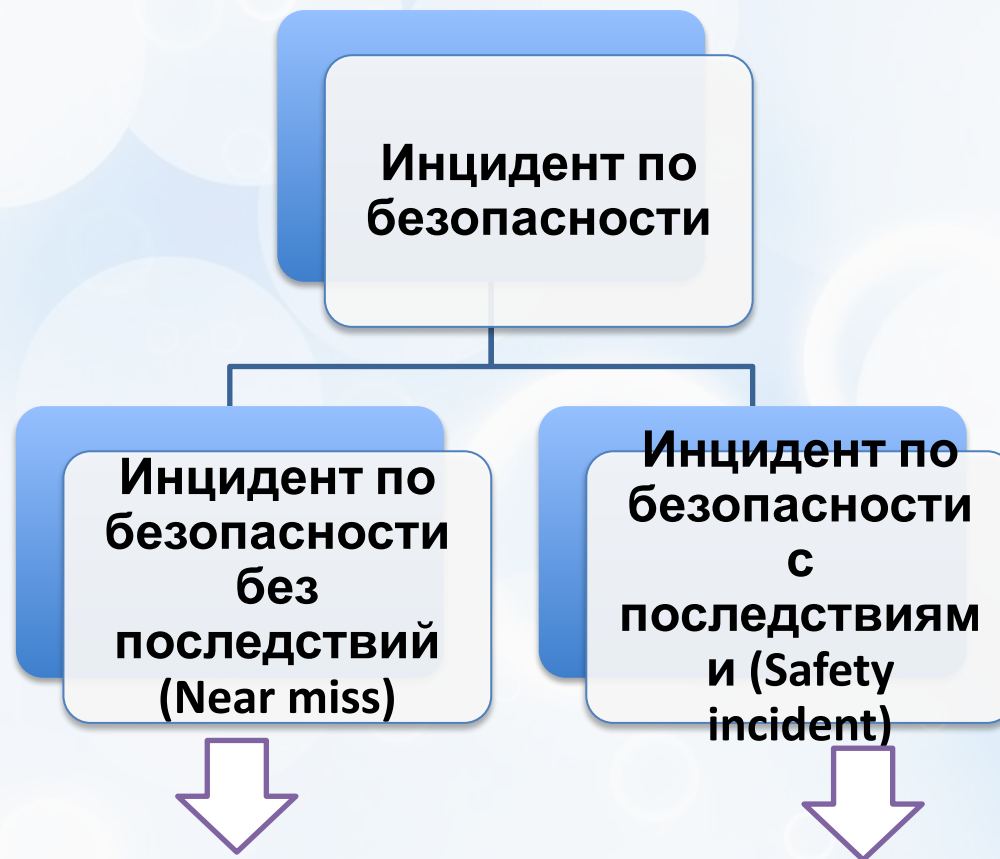 Инцидент по
безопасности
Инцидент по
безопасности
без
последствий
(Near miss)
Инцидент по
безопасности
с
последствиям
и (Safety
incident)